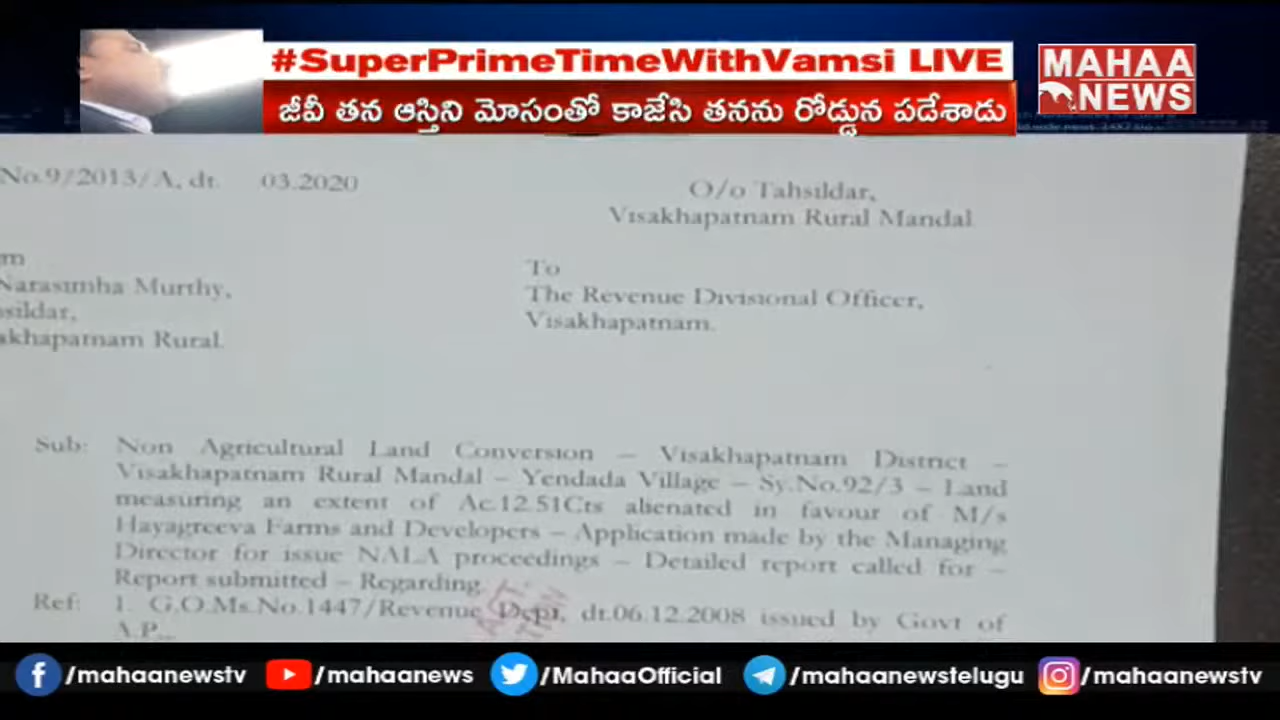 #SuperPrimeTimeWithVamsi LIVE
జీవీ తన ఆస్తిని మోసంతో కాజేసి తనను రోడ్డున పడేశాడు
MAHAA
NEWS
No.9/2013/A, dt. 03.2020
O/o Tahsildar,
Visakhapatnam Rural Mandal
m
Narasimha Murthy,
sildar,
akhapatnam Rural.
To
The Revenue Divisional Officer,
Visakhapatnam.
Sub: Non Agricultural Land Conversion – Visakhapatnam District –
Visakhapatnam Rural Mandal – Yendada Village – Sy.No.92/3 – Land
measuring an extent of Ac.12.51Cts alienated in favour of M/s
Hayagreeva Farms and Developers – Application made by the Managing
Director for issue NALA proceedings – Detailed report called for –
Report submitted – Regarding
Ref: 1. G.O.Ms.No.1447/Revenue Dept, dt.06.12.2008 issued by Govt of
A.P.,
/mahaanewstv
/mahaanews
/MahaaOfficial
/mahaanewstelugu
/mahaanewstv